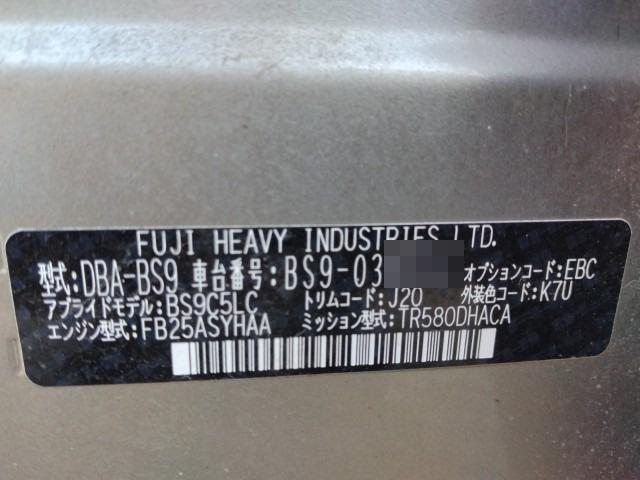 FUJI HEAVY INDUSTRIES LTD.
型式:DBA-BS9 車台番号:BS9-03 オプションコード:EBC
アプライドモデル:BS9C5LC トリムコード:J20 外装色コード:K7U
エンジン型式:FB25ASYHAA ミッション型式:TR580DHACA